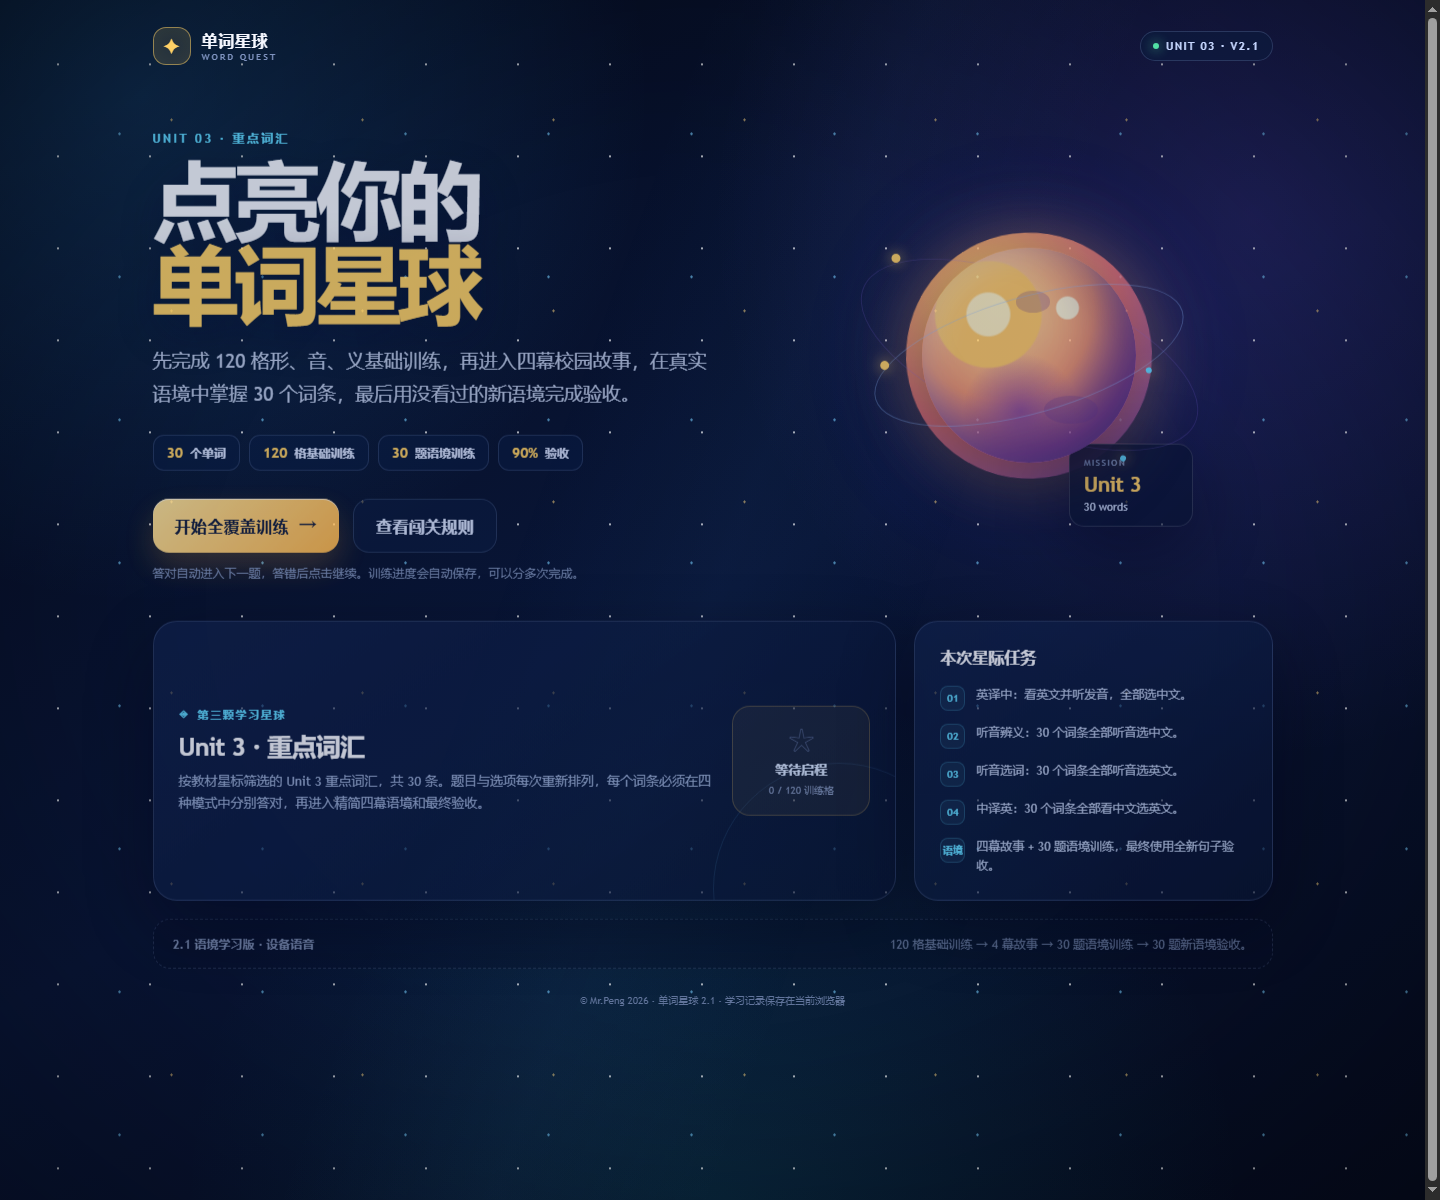 单词星球
WORD QUEST
UNIT 03 · V2.1
UNIT 03 · 重点词汇
点亮你的
单词星球
先完成 120 格形、音、义基础训练，再进入四幕校园故事，在真实
语境中掌握 30 个词条，最后用没看过的新语境完成验收。
30 个单词
120 格基础训练
30 题语境训练
90% 验收
开始全覆盖训练 →
查看闯关规则
答对自动进入下一题，答错后点击继续。训练进度会自动保存，可以分多次完成。
MISSION
Unit 3
30 words
第三颗学习星球
Unit 3 · 重点词汇
按教材星标筛选的 Unit 3 重点词汇，共 30 条。题目与选项每次重新排列，每个词条必须在四
种模式中分别答对，再进入精简四幕语境和最终验收。
等待启程
0 / 120 训练格
本次星际任务
01 英译中：看英文并听发音，全部选中文。
02 听音辨义：30 个词条全部听音选中文。
03 听音选词：30 个词条全部听音选英文。
04 中译英：30 个词条全部看中文选英文。
语境 四幕故事 + 30 题语境训练，最终使用全新句子验
收。
2.1 语境学习版 · 设备语音
120 格基础训练 → 4 幕故事 → 30 题语境训练 → 30 题新语境验收。
© Mr.Peng 2026 · 单词星球 2.1 · 学习记录保存在当前浏览器